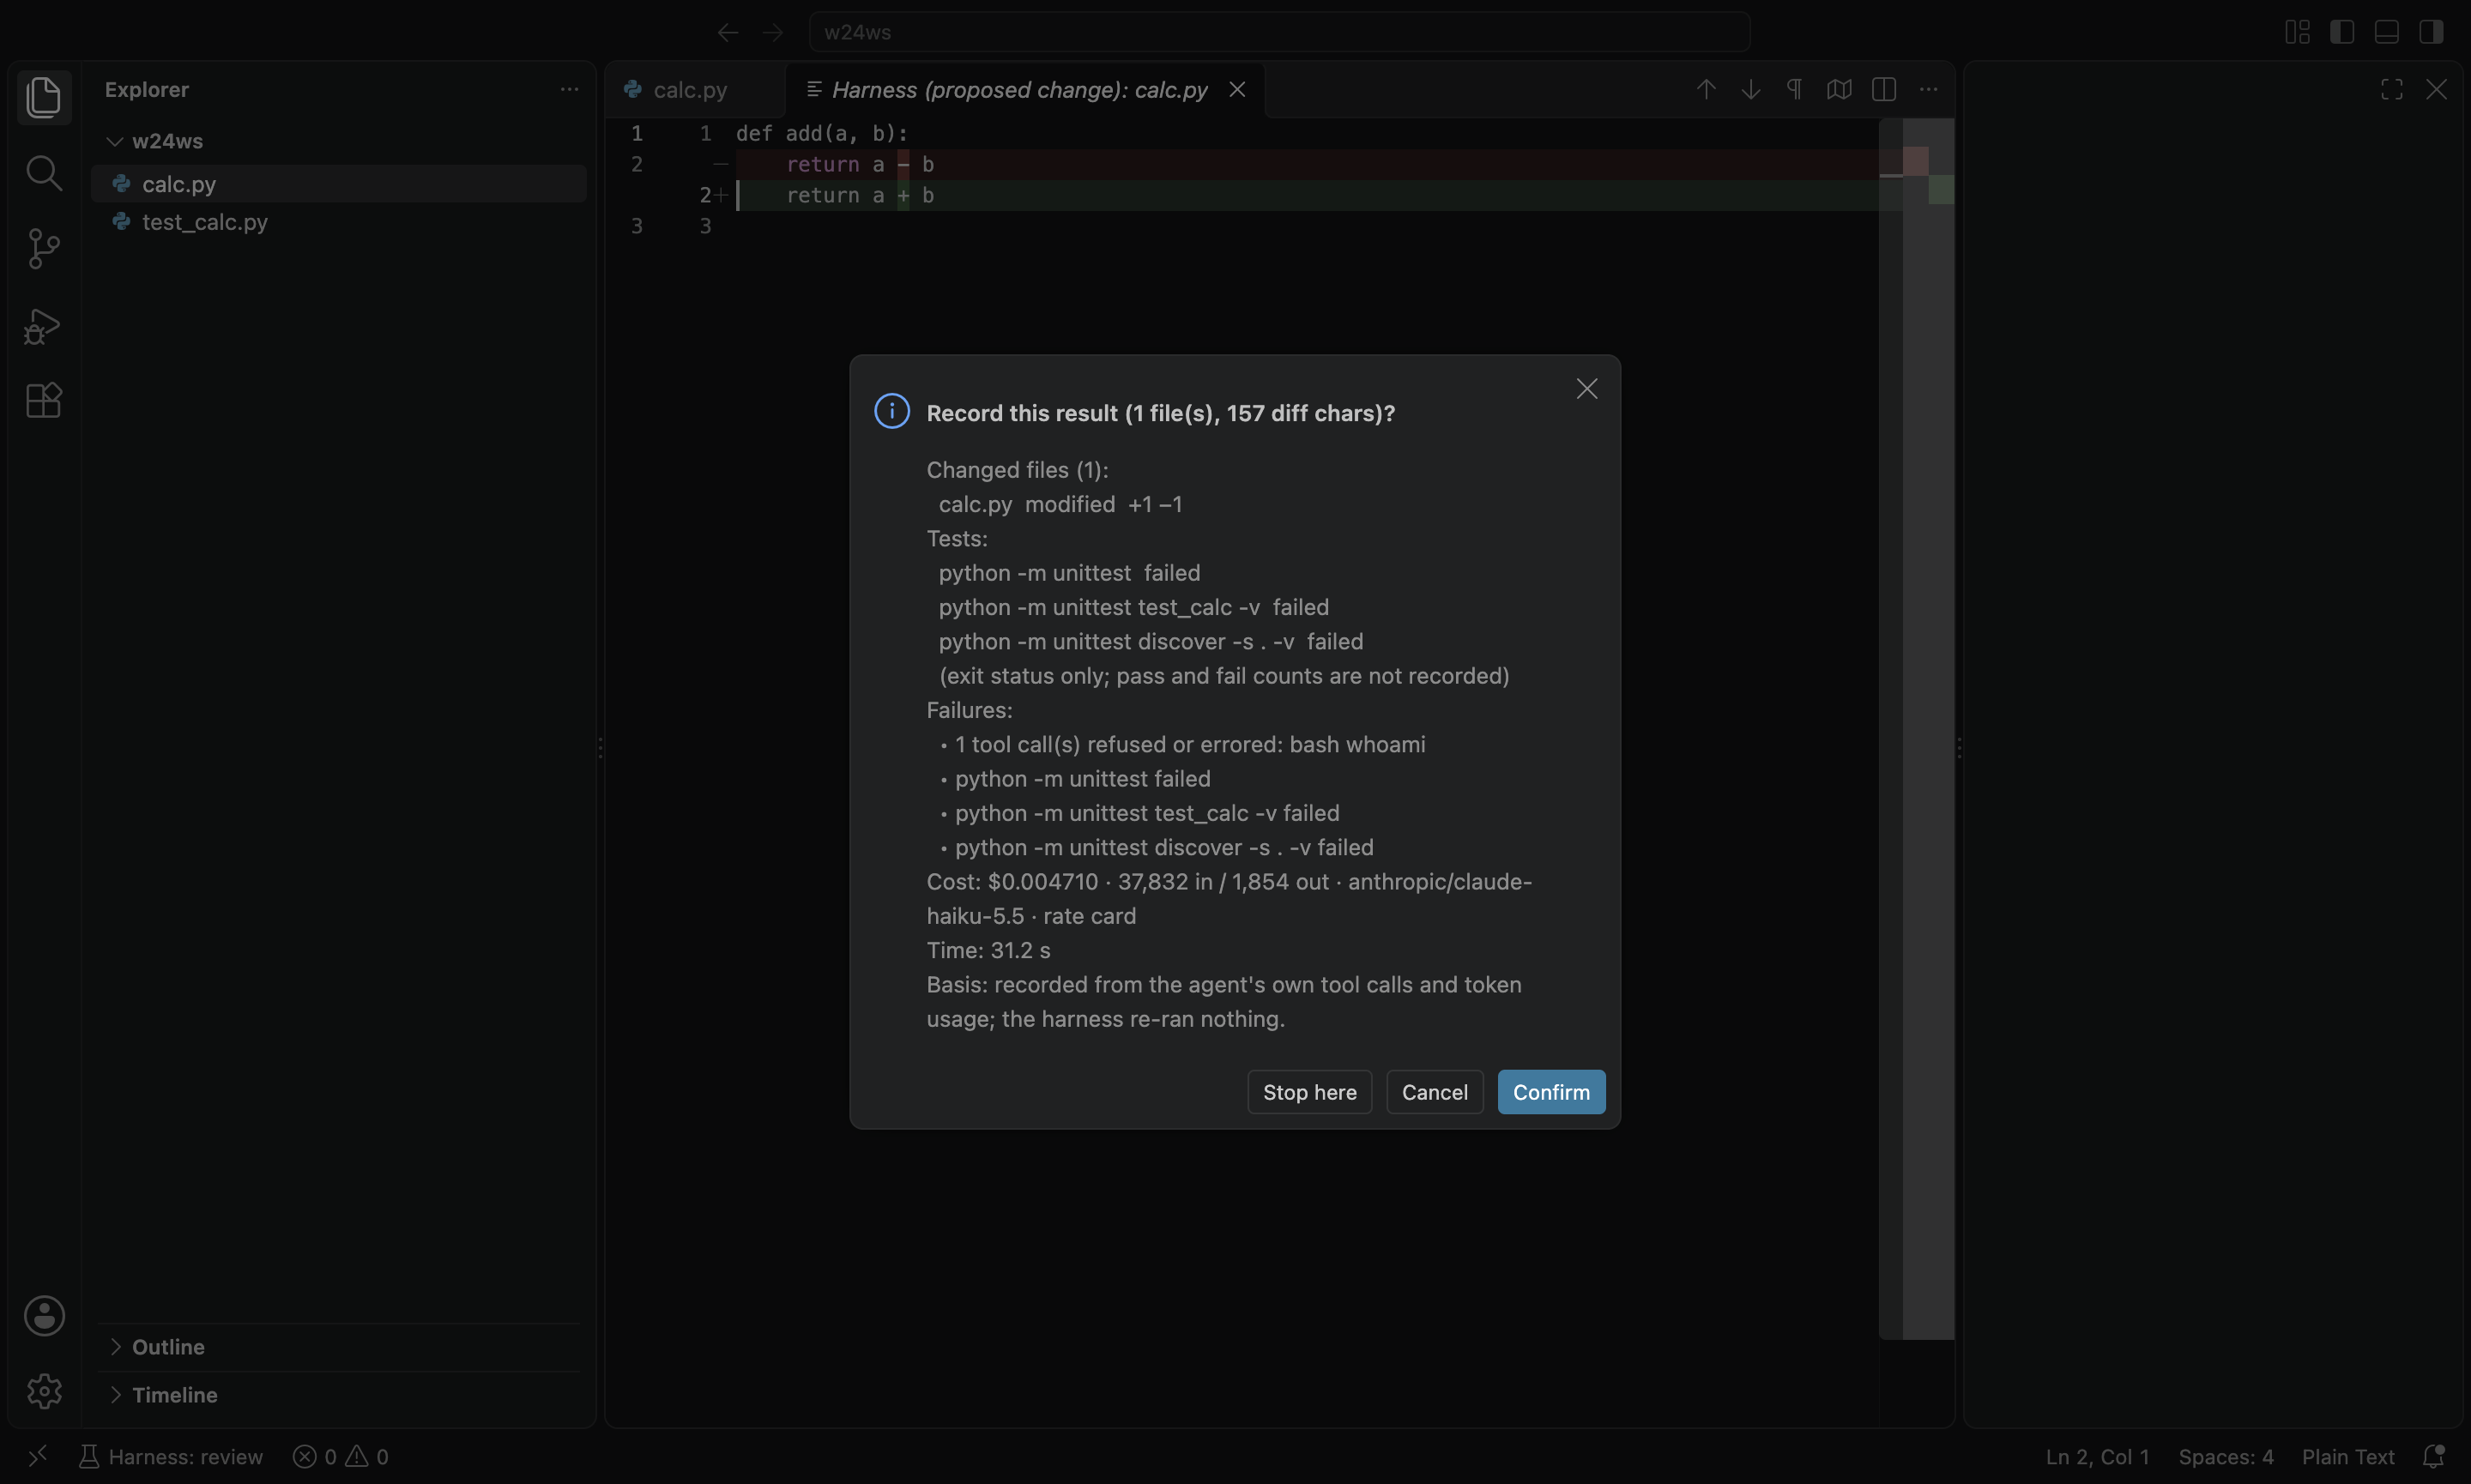 w24ws
Explorer
w24ws
calc.py
test_calc.py
Outline
Timeline
calc.py
Harness (proposed change): calc.py
1 1 def add(a, b):
2 − return a - b
2+ return a + b
3 3
Record this result (1 file(s), 157 diff chars)?
Changed files (1):
calc.py modified +1 −1
Tests:
python -m unittest failed
python -m unittest test_calc -v failed
python -m unittest discover -s . -v failed
(exit status only; pass and fail counts are not recorded)
Failures:
• 1 tool call(s) refused or errored: bash whoami
• python -m unittest failed
• python -m unittest test_calc -v failed
• python -m unittest discover -s . -v failed
Cost: $0.004710 · 37,832 in / 1,854 out · anthropic/claude-
haiku-5.5 · rate card
Time: 31.2 s
Basis: recorded from the agent's own tool calls and token
usage; the harness re-ran nothing.
Stop here Cancel Confirm
Harness: review 0 0 Ln 2, Col 1 Spaces: 4 Plain Text